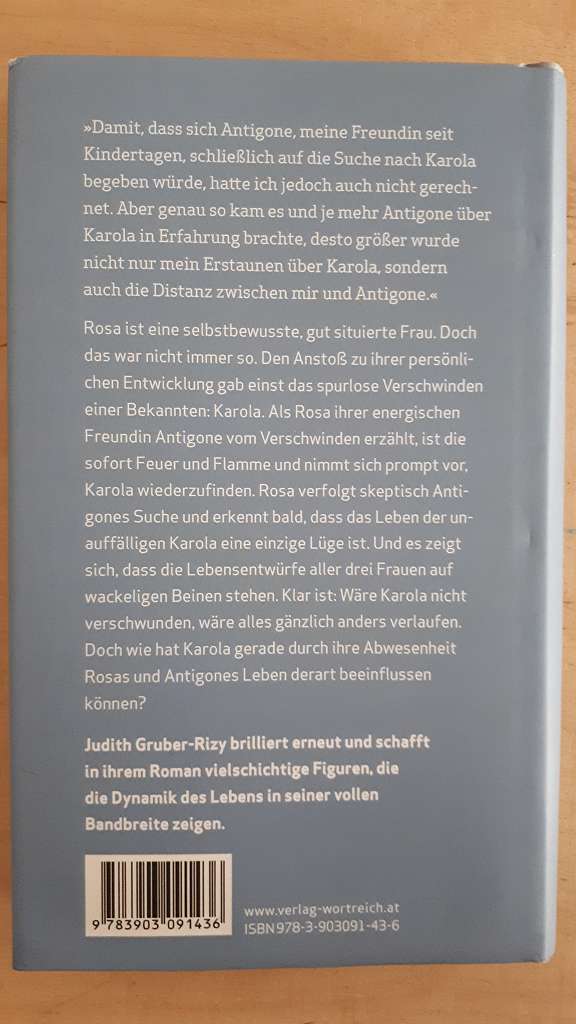 »Damit, dass sich Antigone, meine Freundin seit
Kindertagen, schließlich auf die Suche nach Karola
begeben würde, hatte ich jedoch auch nicht gerech-
net. Aber genau so kam es und je mehr Antigone über
Karola in Erfahrung brachte, desto größer wurde
nicht nur mein Erstaunen über Karola, sondern
auch die Distanz zwischen mir und Antigone.«
Rosa ist eine selbstbewusste, gut situierte Frau. Doch
das war nicht immer so. Den Anstoß zu ihrer persönli-
chen Entwicklung gab einst das spurlose Verschwinden
einer Bekannten: Karola. Als Rosa ihrer energischen
Freundin Antigone vom Verschwinden erzählt, ist die
sofort Feuer und Flamme und nimmt sich prompt vor,
Karola wiederzufinden. Rosa verfolgt skeptisch Anti-
gones Suche und erkennt bald, dass das Leben der un-
auffälligen Karola eine einzige Lüge ist. Und es zeigt
sich, dass die Lebensentwürfe aller drei Frauen auf
wackeligen Beinen stehen. Klar ist: Wäre Karola nicht
verschwunden, wäre alles gänzlich anders verlaufen.
Doch wie hat Karola gerade durch ihre Abwesenheit
Rosas und Antigones Leben derart beeinflussen
können?
Judith Gruber-Rizy brilliert erneut und schafft
in ihrem Roman vielschichtige Figuren, die
die Dynamik des Lebens in seiner vollen
Bandbreite zeigen.
9 783903 091436
www.verlag-wortreich.at
ISBN 978-3-903091-43-6